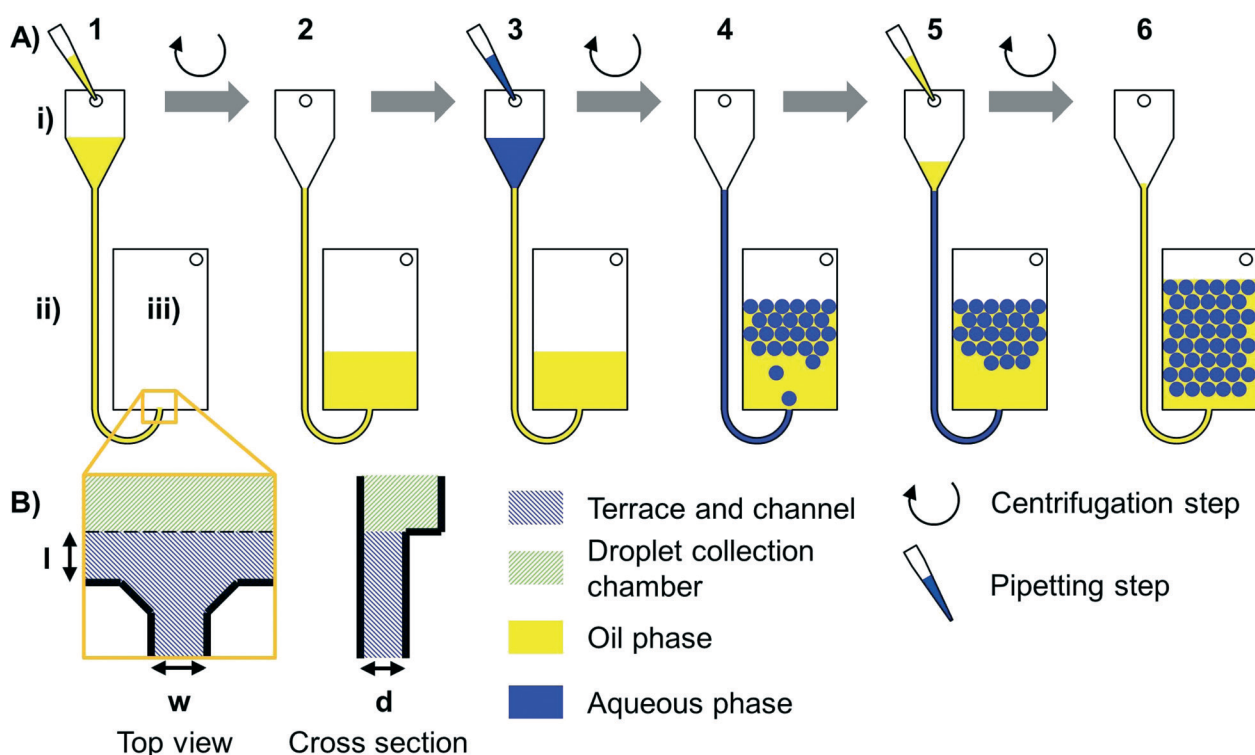 A)
1
2
3
4
5
6
i)
ii)
iii)
B)
l
w
d
Top view
Cross section
Terrace and channel
Droplet collection
chamber
Oil phase
Aqueous phase
Centrifugation step
Pipetting step